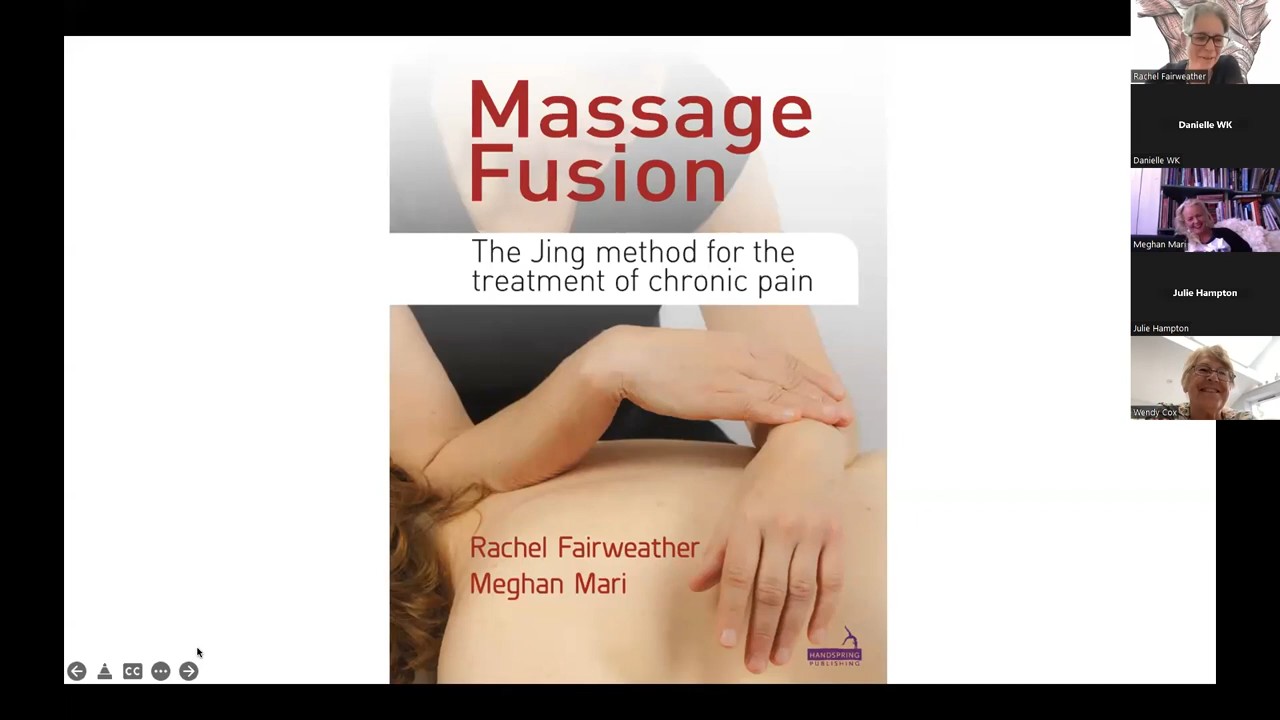 Massage
Fusion
The Jing method for the
treatment of chronic pain
Rachel Fairweather
Meghan Mari
HANDSPRING
PUBLISHING
CC
Rachel Fairweather
Danielle WK
Danielle WK
Meghan Mari
Julie Hampton
Julie Hampton
Wendy Cox